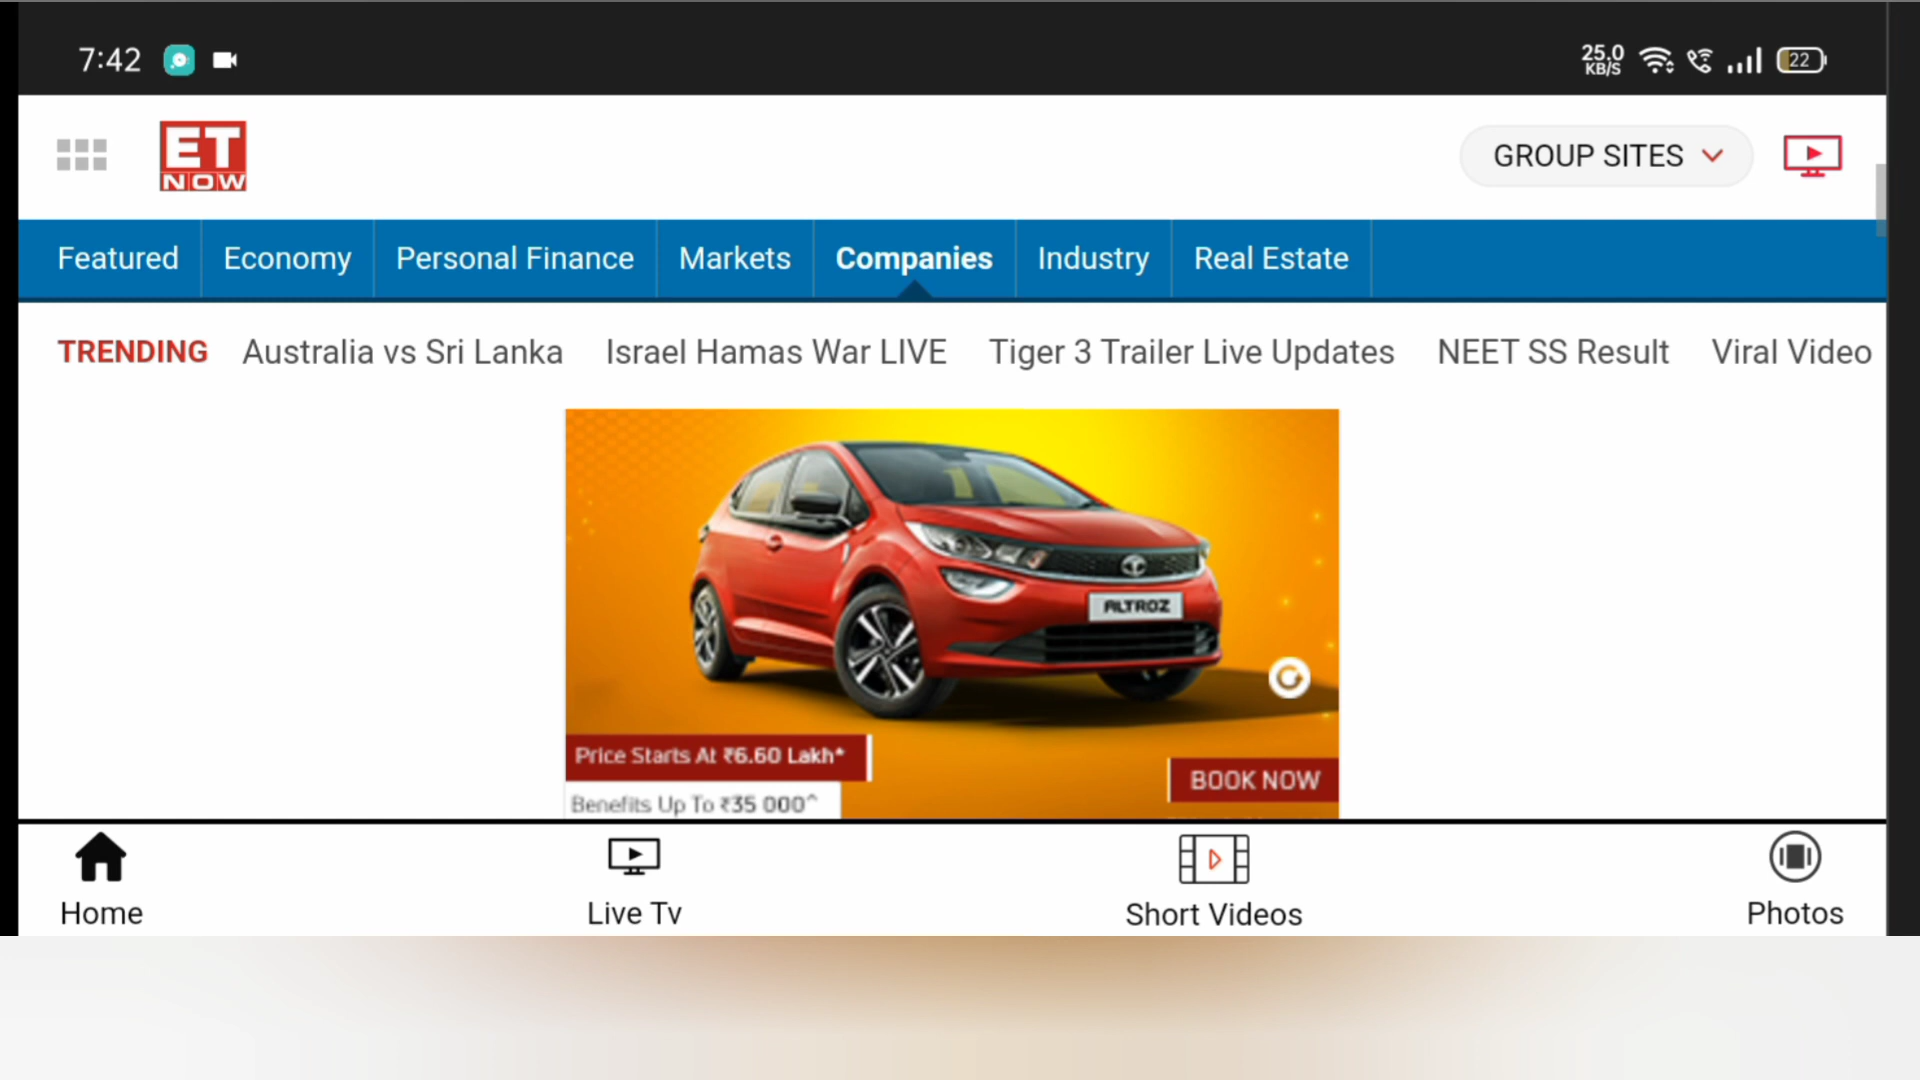 7:42
25.0
KB/S
22
ET
NOW
GROUP SITES
Featured Economy Personal Finance Markets Companies Industry Real Estate
TRENDING Australia vs Sri Lanka Israel Hamas War LIVE Tiger 3 Trailer Live Updates NEET SS Result Viral Video
ALTROZ
Price Starts At ₹6.60 Lakh*
BOOK NOW
Benefits Up To ₹35 000^
Home Live Tv Short Videos Photos